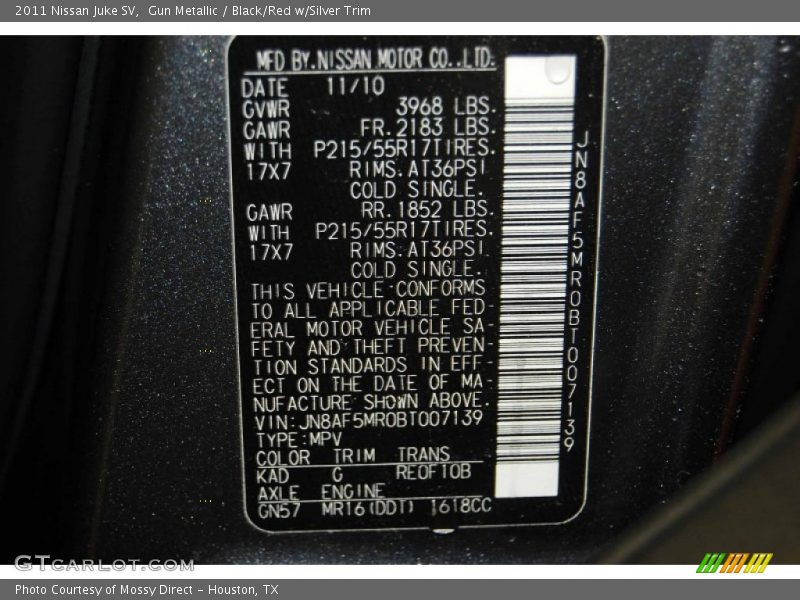 2011 Nissan Juke SV,  Gun Metallic / Black/Red w/Silver Trim
MFD BY.NISSAN MOTOR CO.,LTD.
DATE 11/10
GVWR 3968 LBS.
GAWR FR.2183 LBS.
WITH P215/55R17TIRES.
17X7 RIMS.AT36PSI
COLD SINGLE.
GAWR RR.1852 LBS.
WITH P215/55R17TIRES.
17X7 RIMS.AT36PSI
COLD SINGLE.
THIS VEHICLE CONFORMS
TO ALL APPLICABLE FED-
ERAL MOTOR VEHICLE SA-
FETY AND THEFT PREVEN-
TION STANDARDS IN EFF-
ECT ON THE DATE OF MA-
NUFACTURE SHOWN ABOVE.
VIN:JN8AF5MR0BT007139
TYPE:MPV
COLOR TRIM TRANS
KAD G RE0F10B
AXLE ENGINE
GN57 MR16(DDT) 1618CC
JN8AF5MR0BT007139
GTCARLOT.COM
Photo Courtesy of Mossy Direct – Houston, TX